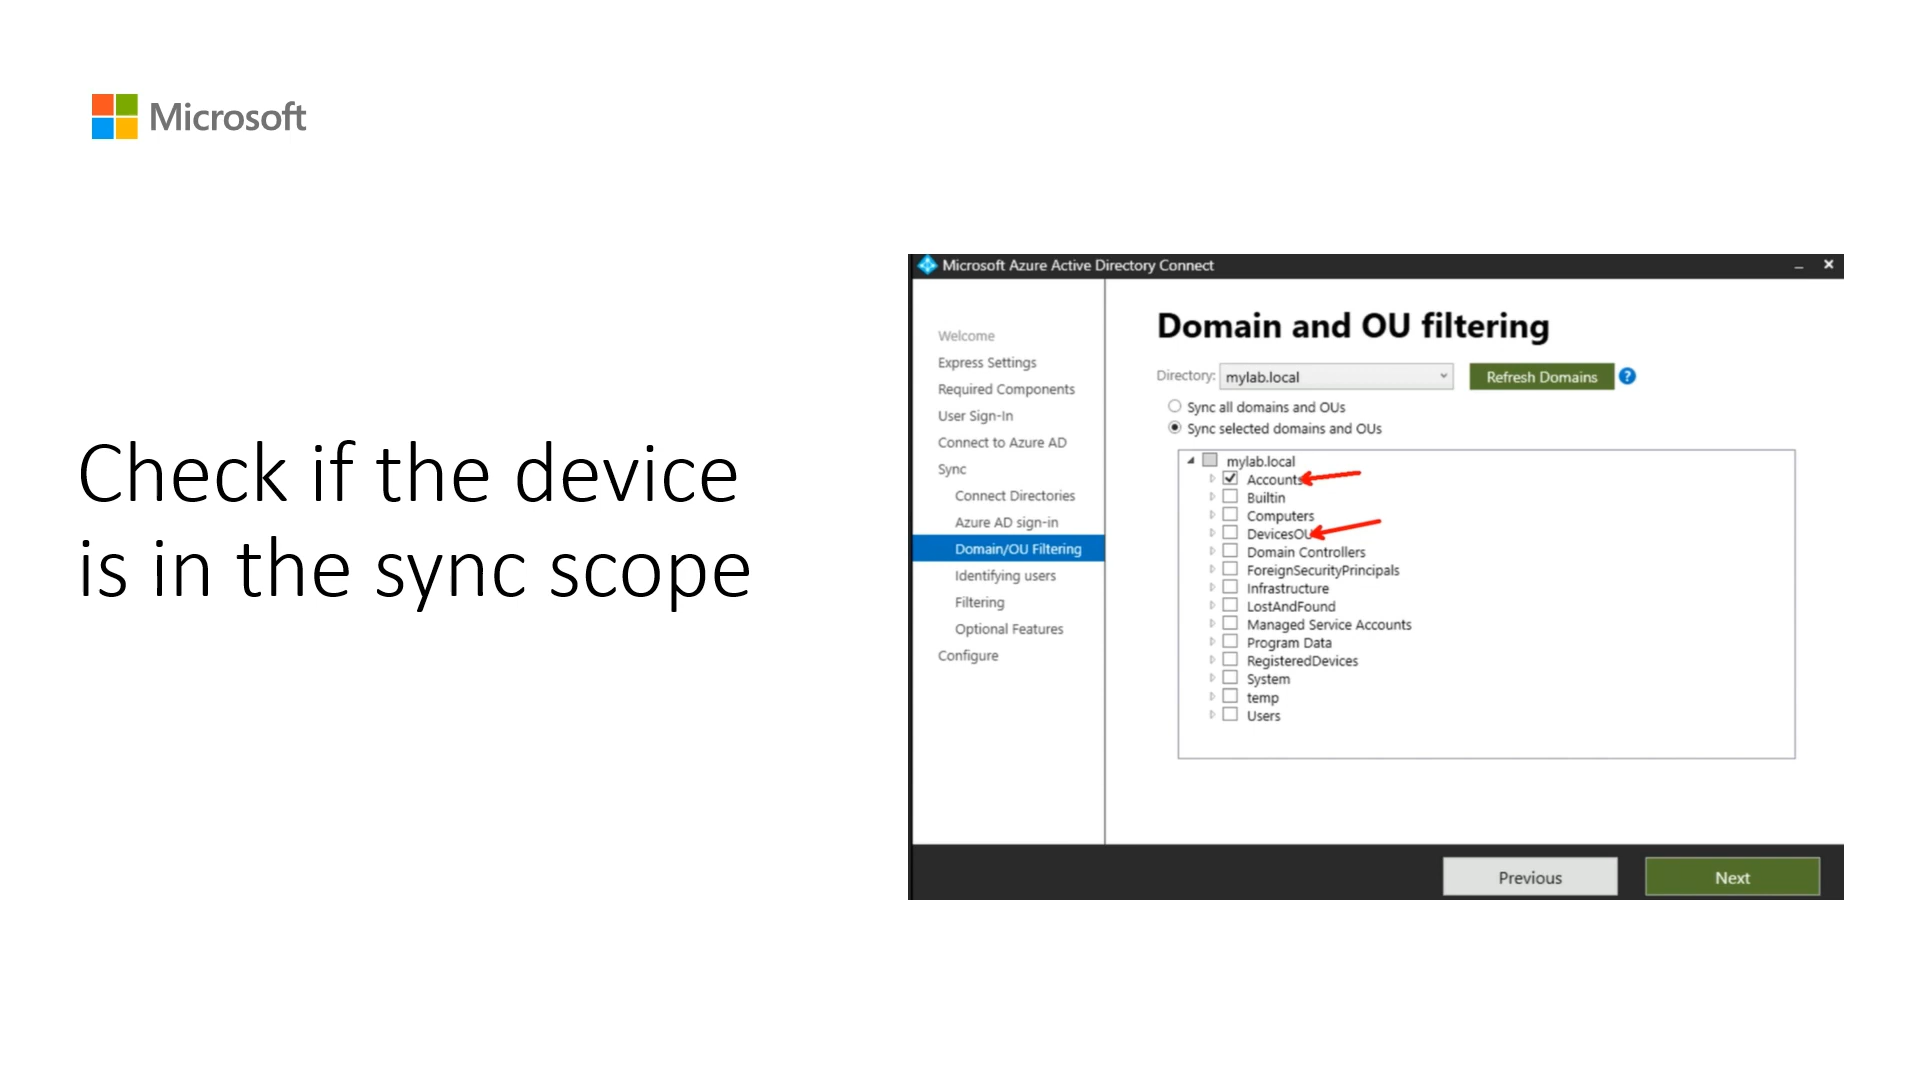 Microsoft
Check if the device
is in the sync scope
Microsoft Azure Active Directory Connect
Welcome
Express Settings
Required Components
User Sign-In
Connect to Azure AD
Sync
Connect Directories
Azure AD sign-in
Domain/OU Filtering
Identifying users
Filtering
Optional Features
Configure
Domain and OU filtering
Directory: mylab.local Refresh Domains ?
Sync all domains and OUs
Sync selected domains and OUs
mylab.local
Accounts
Builtin
Computers
DevicesOU
Domain Controllers
ForeignSecurityPrincipals
Infrastructure
LostAndFound
Managed Service Accounts
Program Data
RegisteredDevices
System
temp
Users
Previous Next